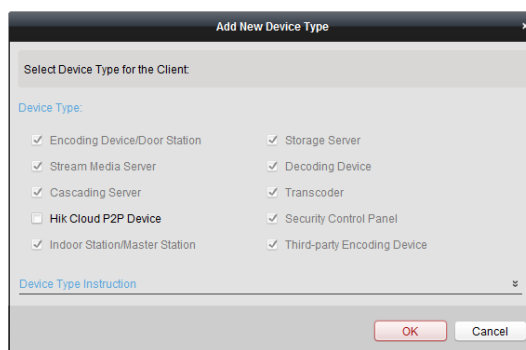 Add New Device Type
Select Device Type for the Client:
Device Type:
Encoding Device/Door Station
Storage Server
Stream Media Server
Decoding Device
Cascading Server
Transcoder
Hik Cloud P2P Device
Security Control Panel
Indoor Station/Master Station
Third-party Encoding Device
Device Type Instruction
OK
Cancel